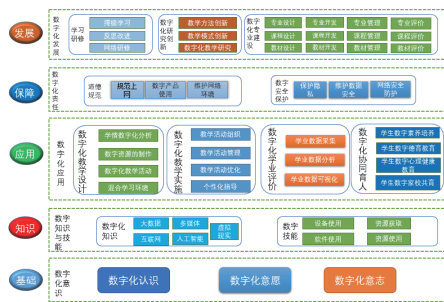 发展
数字化发展
学习研修
理论学习
反思改进
网络研修
数字化研究创新
教学方法创新
教学模式创新
数字化教学研究
数字化专业建设
专业设计
专业开发
专业管理
专业评价
课程设计
课程开发
课程管理
课程评价
教材设计
教材开发
教材管理
教材评价
保障
数字化责任
道德规范
规范上网
数字产品使用
维护网络环境
数字安全保护
保护隐私
维护数据安全
网络安全防护
应用
数字化应用
数字化教学设计
学情数字化分析
数字资源的制作
数字化教学活动
混合学习环境
数字化教学实施
教学活动组织
教学活动管理
教学活动优化
个性化指导
数字化学业评价
学业数据采集
学业数据分析
学业数据可视化
数字化协同育人
学生数字素养培养
学生数字德育教育
学生数字心理健康教育
学生数字家校共育
知识
数字知识与技能
数字化知识
大数据
多媒体
互联网
人工智能
虚拟现实
数字技能
设备使用
资源获取
软件使用
资源使用
基础
数字化意识
数字化认识
数字化意愿
数字化意志